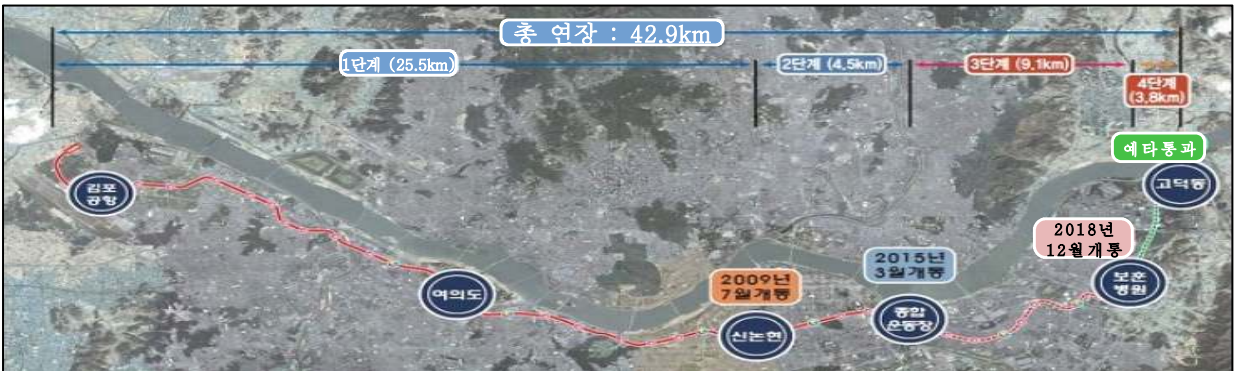 총 연장 : 42.9km
1단계 (25.5km)
2단계 (4.5km)
3단계 (9.1km)
4단계
(3.8km)
예타통과
김포
공항
고덕동
2018년
12월개통
2015년
3월개통
보훈
병원
여의도
2009년
7월개통
종합
운동장
신논현